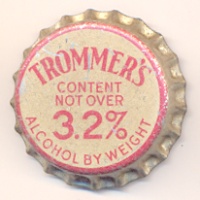 TROMMER'S
CONTENT
NOT OVER
3.2%
ALCOHOL BY WEIGHT